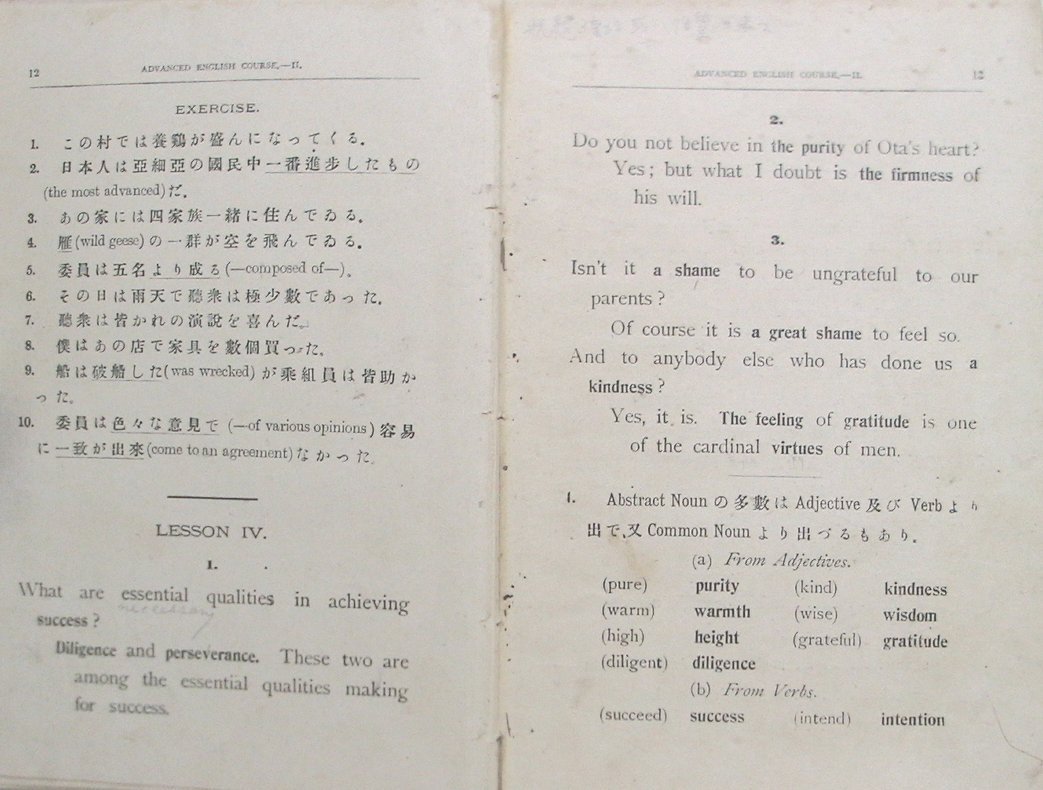 12
ADVANCED ENGLISH COURSE.—II.
EXERCISE.
1. この村では養鷄が盛んになってくる。
2. 日本人は亞細亞の國民中一番進步したもの
(the most advanced)だ。
3. あの家には四家族一緒に住んでゐる。
4. 雁(wild geese)の一群が空を飛んでゐる。
5. 委員は五名より成る(—composed of—)。
6. その日は雨天で聽衆は極少數であった。
7. 聽衆は皆かれの演說を喜んだ。
8. 僕はあの店で家具を數個買った。
9. 船は破船した(was wrecked)が乘組員は皆助か
った。
10. 委員は色々な意見で (—of various opinions) 容易
に一致が出來(come to an agreement)なかった。
LESSON IV.
1.
What are essential qualities in achieving
necessary
success?
Diligence and perseverance. These two are
among the essential qualities making
for success.
ADVANCED ENGLISH COURSE.—II.
2.
Do you not believe in the purity of Ota's heart?
Yes; but what I doubt is the firmness of
his will.
3.
Isn't it a shame to be ungrateful to our
parents?
Of course it is a great shame to feel so.
And to anybody else who has done us a
kindness?
Yes, it is. The feeling of gratitude is one
of the cardinal virtues of men.
1. Abstract Noun の多數は Adjective 及び Verb より
出で、又 Common Noun より出づるもあり。
(a) From Adjectives.
(pure) purity (kind) kindness
(warm) warmth (wise) wisdom
(high) height (grateful) gratitude
(diligent) diligence
(b) From Verbs.
(succeed) success (intend) intention